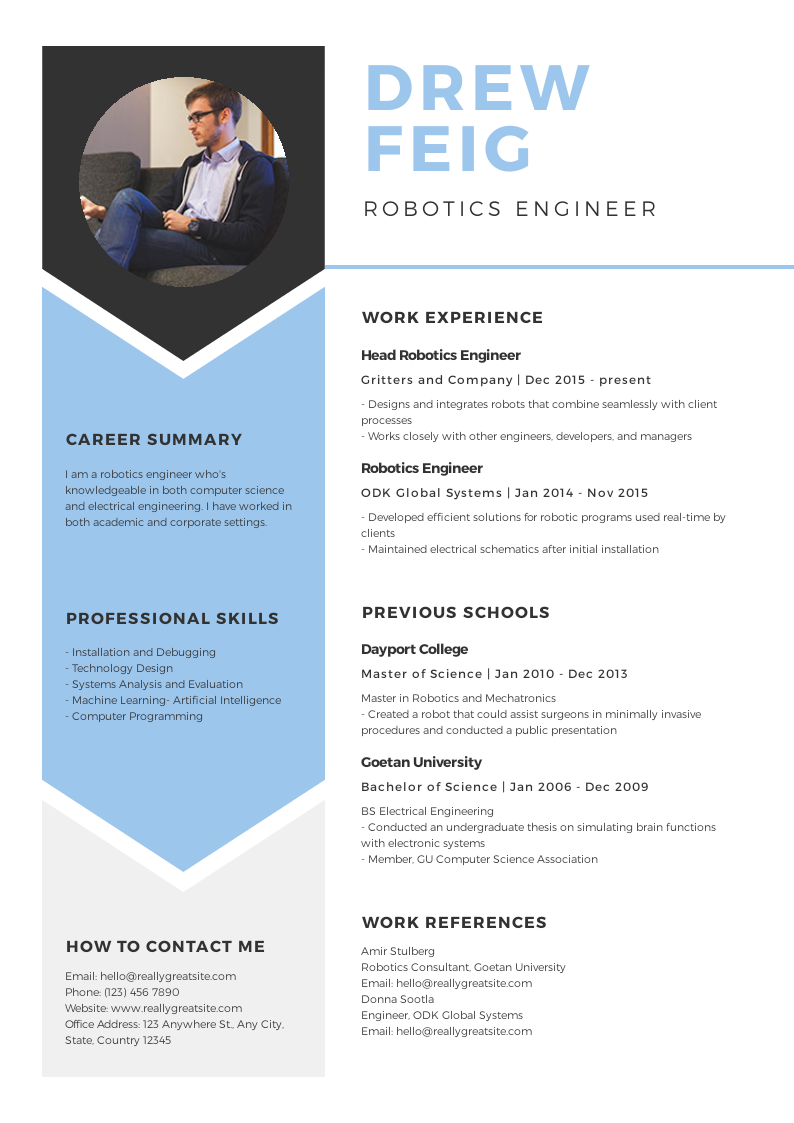 DREW
FEIG
ROBOTICS ENGINEER
CAREER SUMMARY
I am a robotics engineer who's
knowledgeable in both computer science
and electrical engineering. I have worked in
both academic and corporate settings.
PROFESSIONAL SKILLS
- Installation and Debugging
- Technology Design
- Systems Analysis and Evaluation
- Machine Learning- Artificial Intelligence
- Computer Programming
HOW TO CONTACT ME
Email: hello@reallygreatsite.com
Phone: (123) 456 7890
Website: www.reallygreatsite.com
Office Address: 123 Anywhere St., Any City,
State, Country 12345
WORK EXPERIENCE
Head Robotics Engineer
Gritters and Company | Dec 2015 - present
- Designs and integrates robots that combine seamlessly with client
processes
- Works closely with other engineers, developers, and managers
Robotics Engineer
ODK Global Systems | Jan 2014 - Nov 2015
- Developed efficient solutions for robotic programs used real-time by
clients
- Maintained electrical schematics after initial installation
PREVIOUS SCHOOLS
Dayport College
Master of Science | Jan 2010 - Dec 2013
Master in Robotics and Mechatronics
- Created a robot that could assist surgeons in minimally invasive
procedures and conducted a public presentation
Goetan University
Bachelor of Science | Jan 2006 - Dec 2009
BS Electrical Engineering
- Conducted an undergraduate thesis on simulating brain functions
with electronic systems
- Member, GU Computer Science Association
WORK REFERENCES
Amir Stulberg
Robotics Consultant, Goetan University
Email: hello@reallygreatsite.com
Donna Sootla
Engineer, ODK Global Systems
Email: hello@reallygreatsite.com